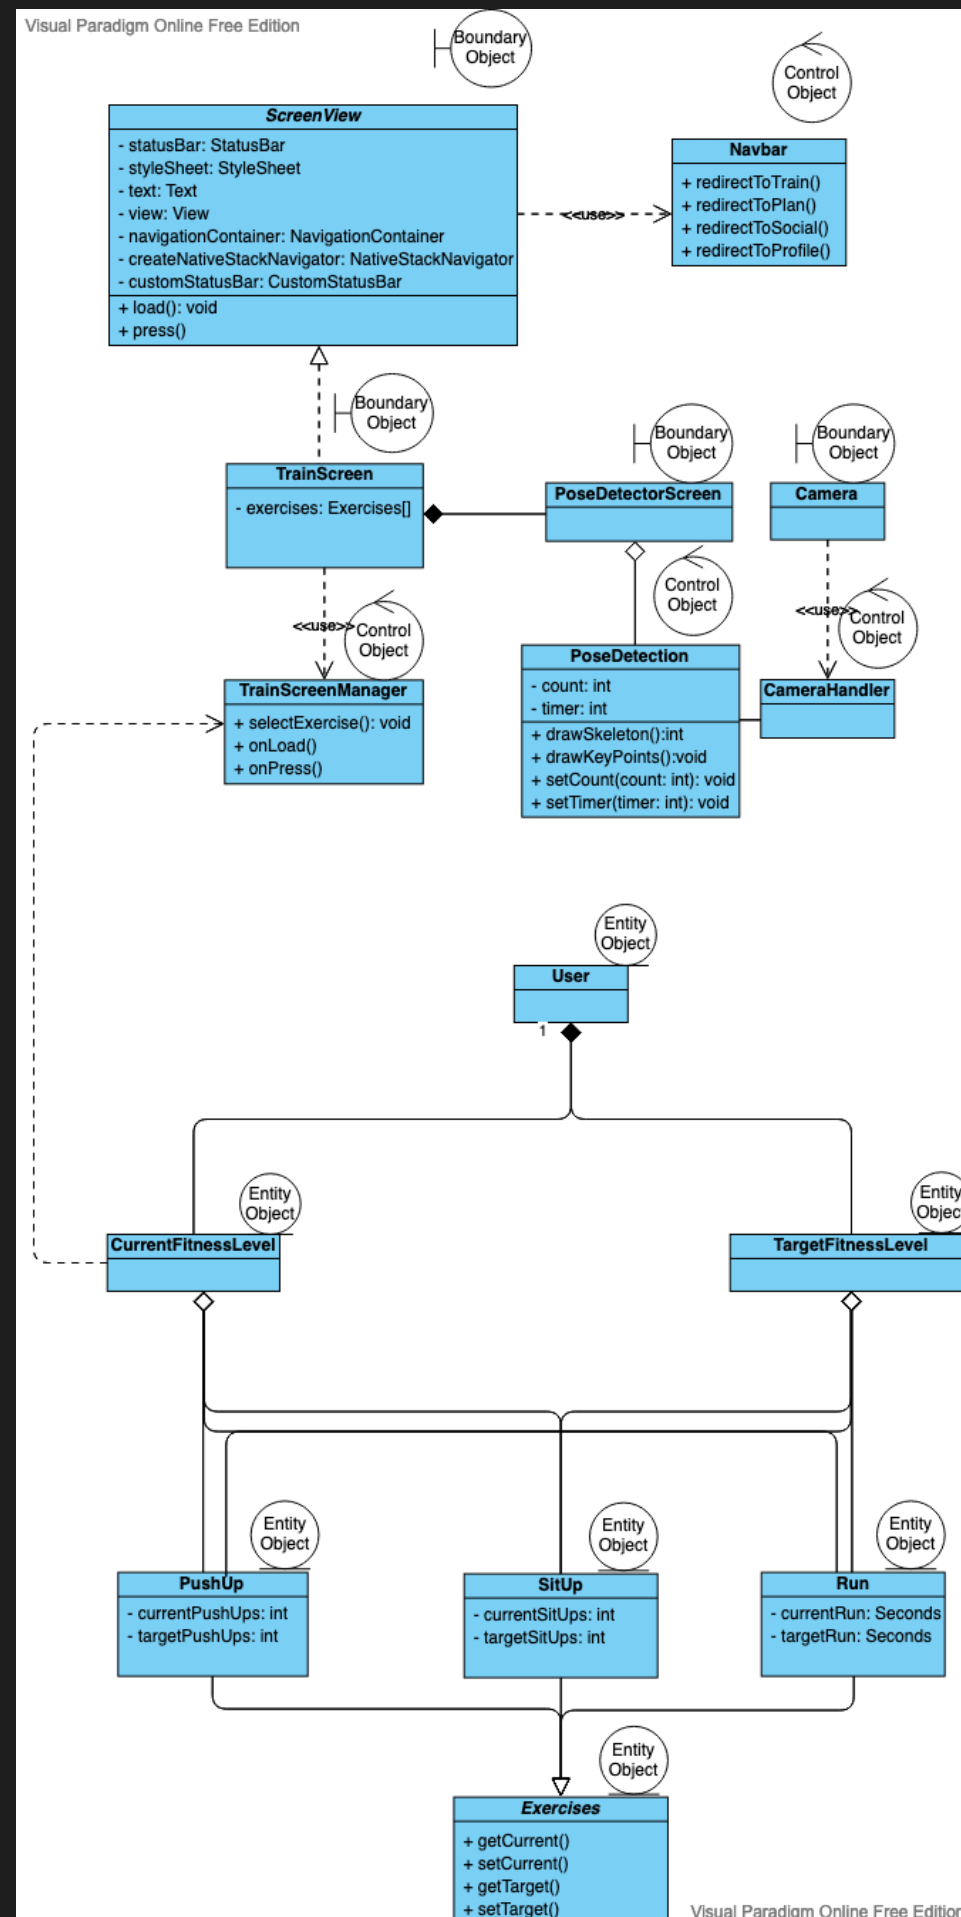 Visual Paradigm Online Free Edition
Boundary
Object
Control
Object
ScreenView
- statusBar: StatusBar
- styleSheet: StyleSheet
- text: Text
- view: View
- navigationContainer: NavigationContainer
- createNativeStackNavigator: NativeStackNavigator
- customStatusBar: CustomStatusBar
+ load(): void
+ press()
<<use>>
Navbar
+ redirectToTrain()
+ redirectToPlan()
+ redirectToSocial()
+ redirectToProfile()
Boundary
Object
TrainScreen
- exercises: Exercises[]
Boundary
Object
PoseDetectorScreen
Boundary
Object
Camera
<<use>>
Control
Object
TrainScreenManager
+ selectExercise(): void
+ onLoad()
+ onPress()
Control
Object
PoseDetection
- count: int
- timer: int
+ drawSkeleton():int
+ drawKeyPoints():void
+ setCount(count: int): void
+ setTimer(timer: int): void
<<use>>
Control
Object
CameraHandler
Entity
Object
User
1
Entity
Object
CurrentFitnessLevel
Entity
Objec
TargetFitnessLevel
Entity
Object
PushUp
- currentPushUps: int
- targetPushUps: int
Entity
Object
SitUp
- currentSitUps: int
- targetSitUps: int
Entity
Object
Run
- currentRun: Seconds
- targetRun: Seconds
Entity
Object
Exercises
+ getCurrent()
+ setCurrent()
+ getTarget()
+ setTarget()
Visual Paradigm Online Free Edition